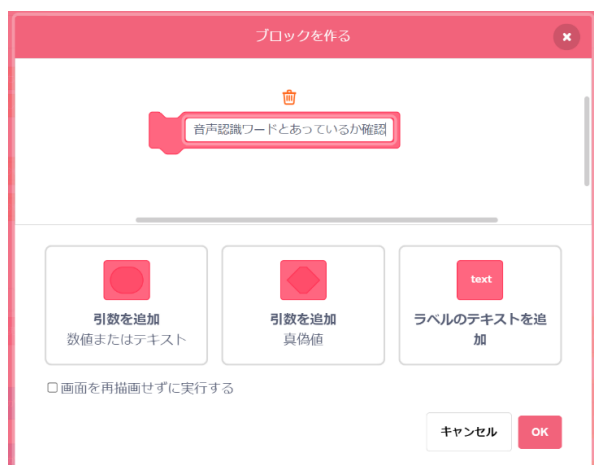 ブロックを作る
音声認識ワードとあっているか確認
text
引数を追加
数値またはテキスト
引数を追加
真偽値
ラベルのテキストを追
加
画面を再描画せずに実行する
キャンセル
OK